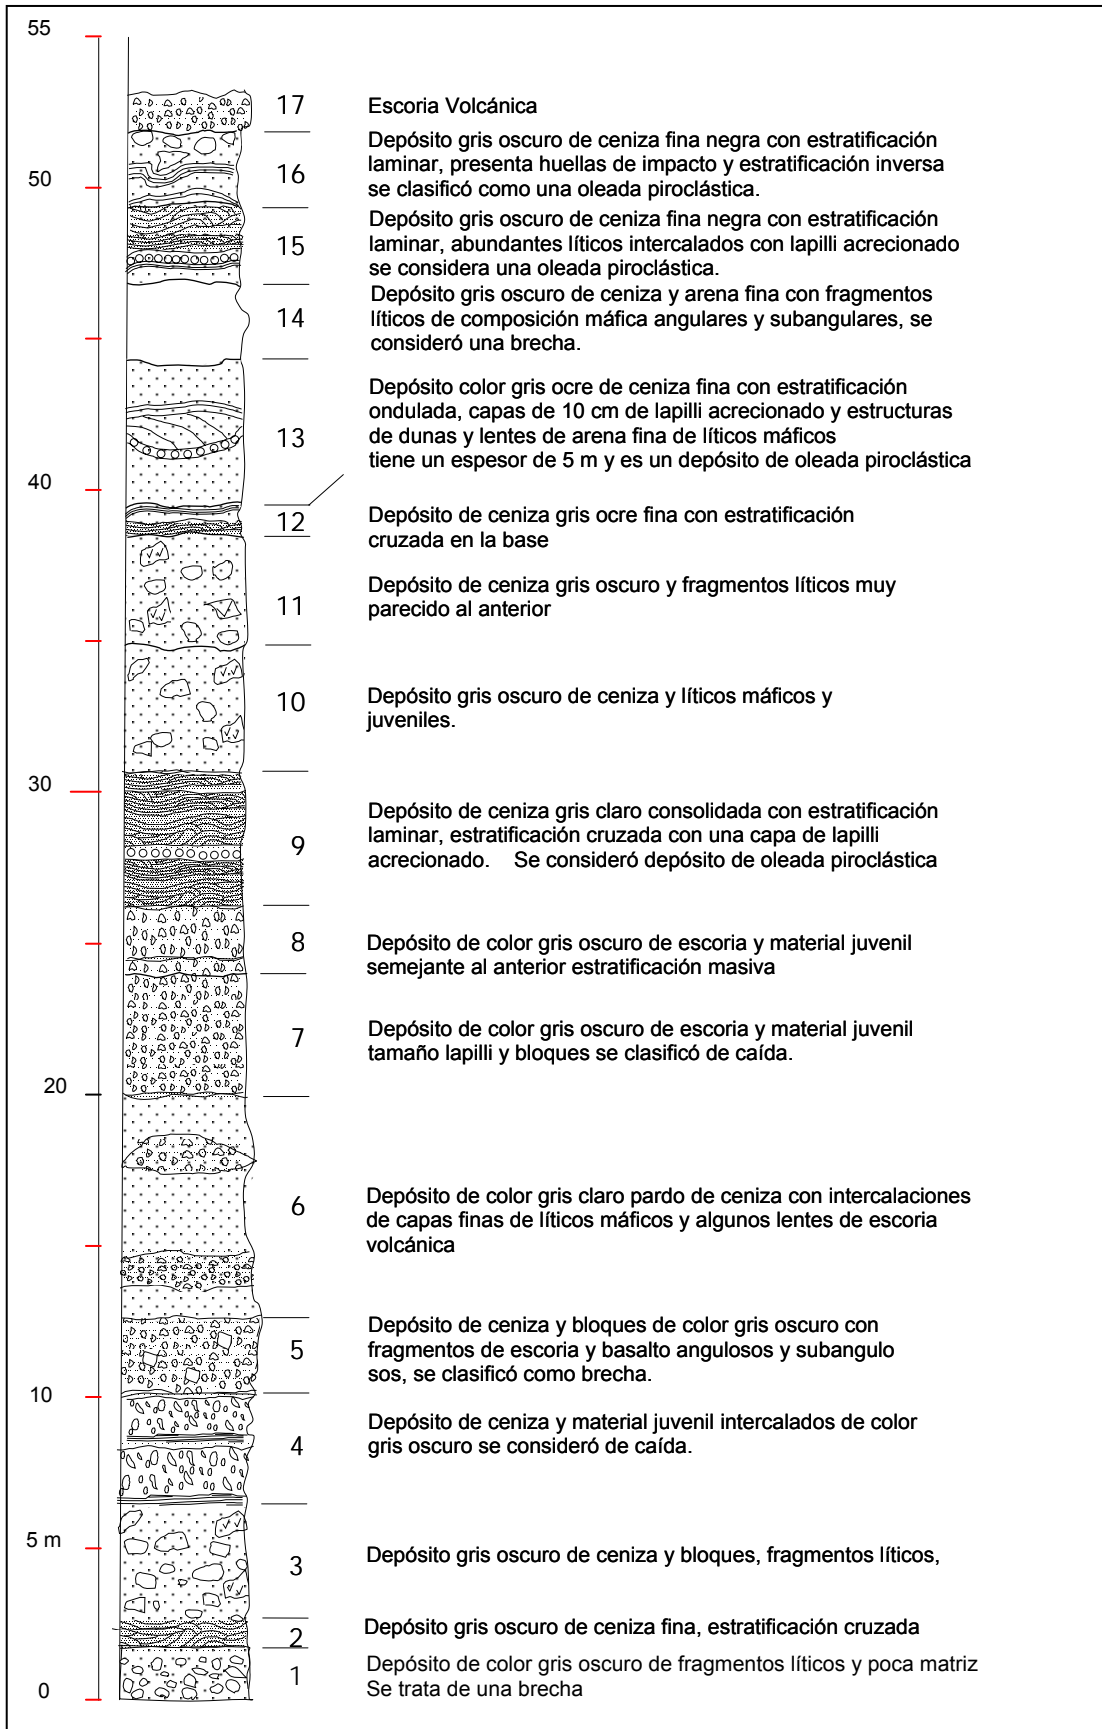 55
17 Escoria Volcánica
Depósito gris oscuro de ceniza fina negra con estratificación
50
16 laminar, presenta huellas de impacto y estratificación inversa
se clasificó como una oleada piroclástica.
Depósito gris oscuro de ceniza fina negra con estratificación
15 laminar, abundantes líticos intercalados con lapilli acrecionado
se considera una oleada piroclástica.
Depósito gris oscuro de ceniza y arena fina con fragmentos
14 líticos de composición máfica angulares y subangulares, se
consideró una brecha.
Depósito color gris ocre de ceniza fina con estratificación
ondulada, capas de 10 cm de lapilli acrecionado y estructuras
13 de dunas y lentes de arena fina de líticos máficos
tiene un espesor de 5 m y es un depósito de oleada piroclástica
40
12 Depósito de ceniza gris ocre fina con estratificación
cruzada en la base
Depósito de ceniza gris oscuro y fragmentos líticos muy
11 parecido al anterior
10 Depósito gris oscuro de ceniza y líticos máficos y
juveniles.
30
Depósito de ceniza gris claro consolidada con estratificación
9 laminar, estratificación cruzada con una capa de lapilli
acrecionado. Se consideró depósito de oleada piroclástica
8 Depósito de color gris oscuro de escoria y material juvenil
semejante al anterior estratificación masiva
7 Depósito de color gris oscuro de escoria y material juvenil
tamaño lapilli y bloques se clasificó de caída.
20
6 Depósito de color gris claro pardo de ceniza con intercalaciones
de capas finas de líticos máficos y algunos lentes de escoria
volcánica
Depósito de ceniza y bloques de color gris oscuro con
5 fragmentos de escoria y basalto angulosos y subangulo
sos, se clasificó como brecha.
10
Depósito de ceniza y material juvenil intercalados de color
4 gris oscuro se consideró de caída.
5 m
3 Depósito gris oscuro de ceniza y bloques, fragmentos líticos,
2 Depósito gris oscuro de ceniza fina, estratificación cruzada
1 Depósito de color gris oscuro de fragmentos líticos y poca matriz
0 Se trata de una brecha